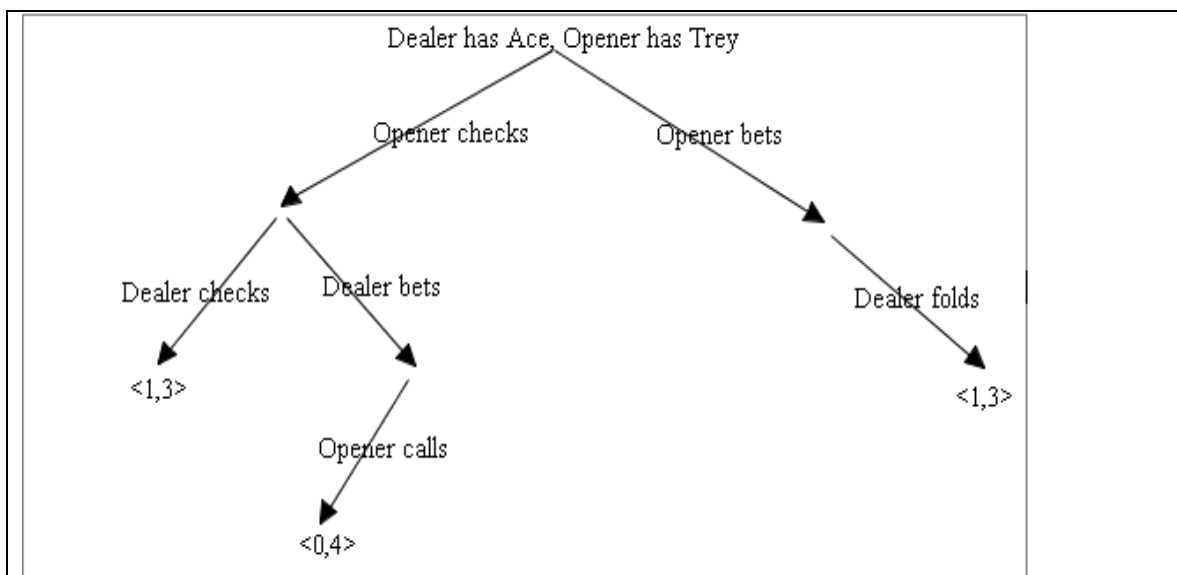 Dealer has Ace, Opener has Trey
Opener checks
Opener bets
Dealer checks
Dealer bets
Dealer folds
<1,3>
<1,3>
Opener calls
<0,4>